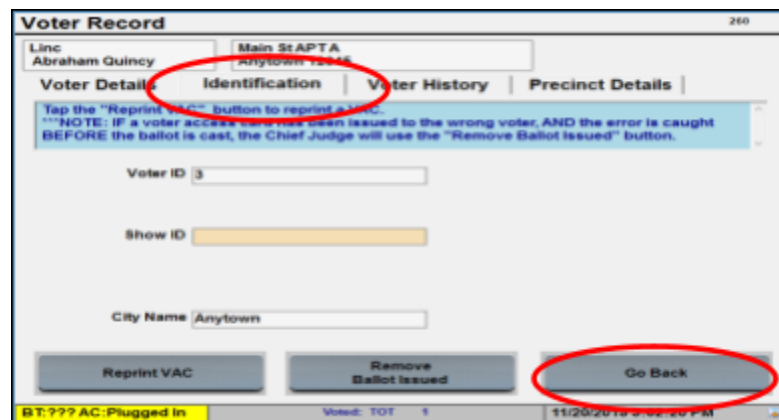 Voter Record 260
Linc Main St APT A
Abraham Quincy Anytown
Voter Details Identification Voter History Precinct Details
Tap the "Reprint VAC" button to reprint a VAC.
***NOTE: IF a voter access card has been issued to the wrong voter, AND the error is caught
BEFORE the ballot is cast, the Chief Judge will use the "Remove Ballot Issued" button.
Voter ID 3
Show ID
City Name Anytown
Reprint VAC Remove Ballot Issued Go Back
BT:??? AC:Plugged In Voted: TOT 1 PM